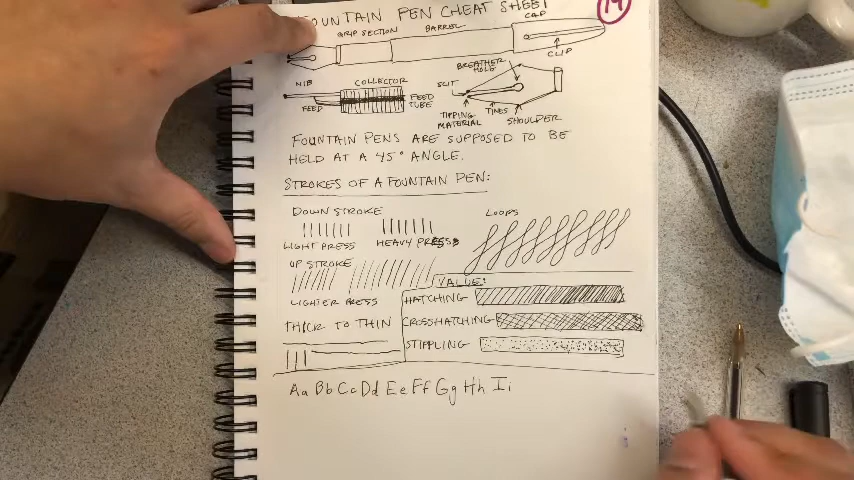 FOUNTAIN PEN CHEAT SHEET
14
GRIP SECTION
BARREL
CAP
CLIP
NIB
COLLECTOR
FEED
FEED TUBE
BREATHER HOLE
SLIT
TIPPING MATERIAL
TINES
SHOULDER
FOUNTAIN PENS ARE SUPPOSED TO BE
HELD AT A 45° ANGLE.
STROKES OF A FOUNTAIN PEN:
DOWN STROKE
LOOPS
LIGHT PRESS
HEAVY PRESS
UP STROKE
LIGHTER PRESS
VALUE:
HATCHING
CROSSHATCHING
STIPPLING
THICK TO THIN
Aa Bb Cc Dd Ee Ff Gg Hh Ii